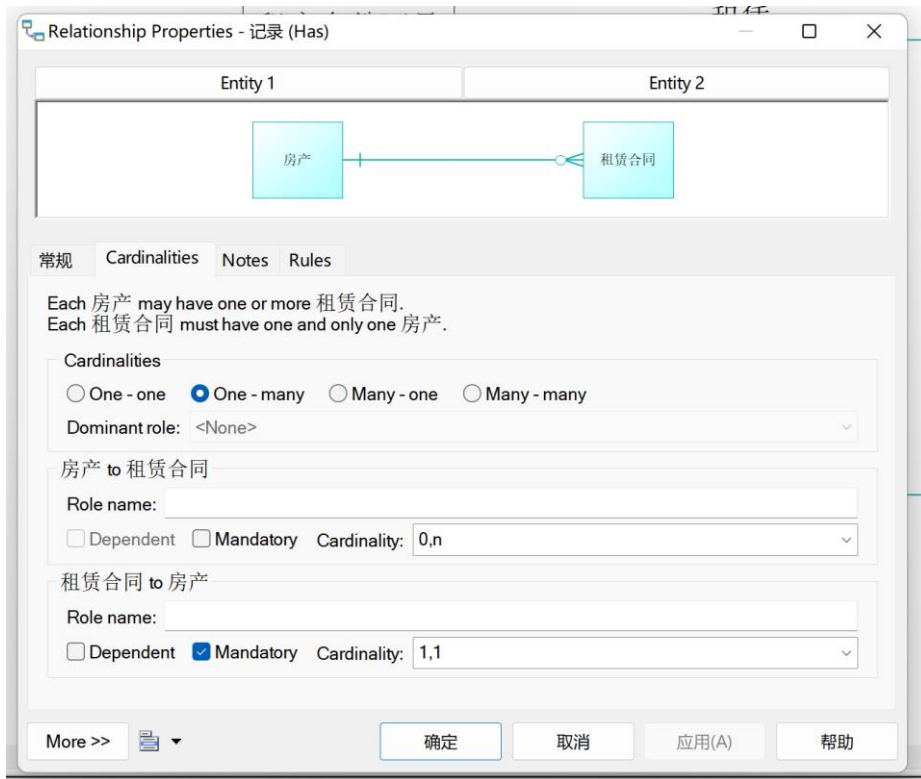 Relationship Properties - 记录 (Has)
Entity 1
Entity 2
房产
租赁合同
常规
Cardinalities
Notes
Rules
Each 房产 may have one or more 租赁合同.
Each 租赁合同 must have one and only one 房产.
Cardinalities
One - one
One - many
Many - one
Many - many
Dominant role: <None>
房产 to 租赁合同
Role name:
Dependent
Mandatory
Cardinality: 0,n
租赁合同 to 房产
Role name:
Dependent
Mandatory
Cardinality: 1,1
More >>
确定
取消
应用(A)
帮助